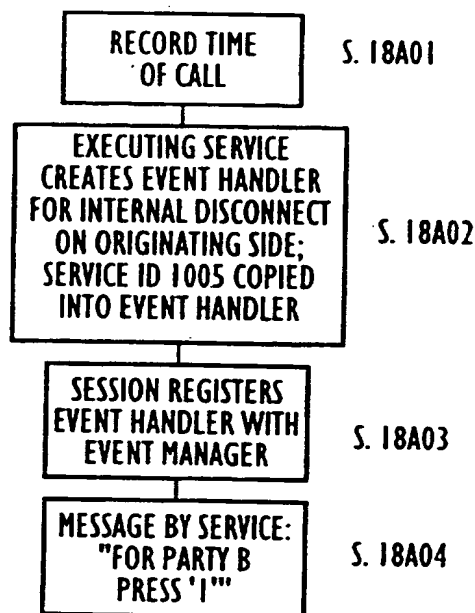 RECORD TIME
OF CALL
S. 18A01
EXECUTING SERVICE
CREATES EVENT HANDLER
FOR INTERNAL DISCONNECT
ON ORIGINATING SIDE;
SERVICE ID 1005 COPIED
INTO EVENT HANDLER
S. 18A02
SESSION REGISTERS
EVENT HANDLER WITH
EVENT MANAGER
S. 18A03
MESSAGE BY SERVICE:
"FOR PARTY B
PRESS '1'"
S. 18A04